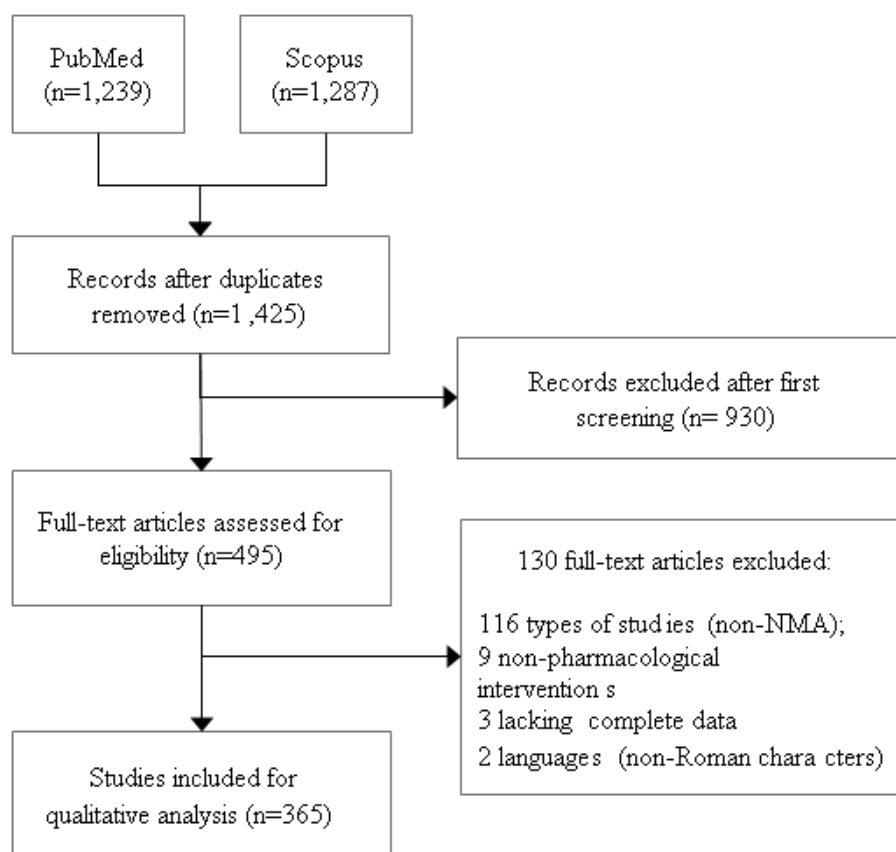 PubMed
(n=1,239)
Scopus
(n=1,287)
Records after duplicates
removed (n=1 ,425)
Records excluded after first
screening (n= 930)
Full-text articles assessed for
eligibility (n=495)
130 full-text articles excluded:
116 types of studies (non-NMA);
9 non-pharmacological
intervention s
3 lacking complete data
2 languages (non-Roman chara cters)
Studies included for
qualitative analysis (n=365)